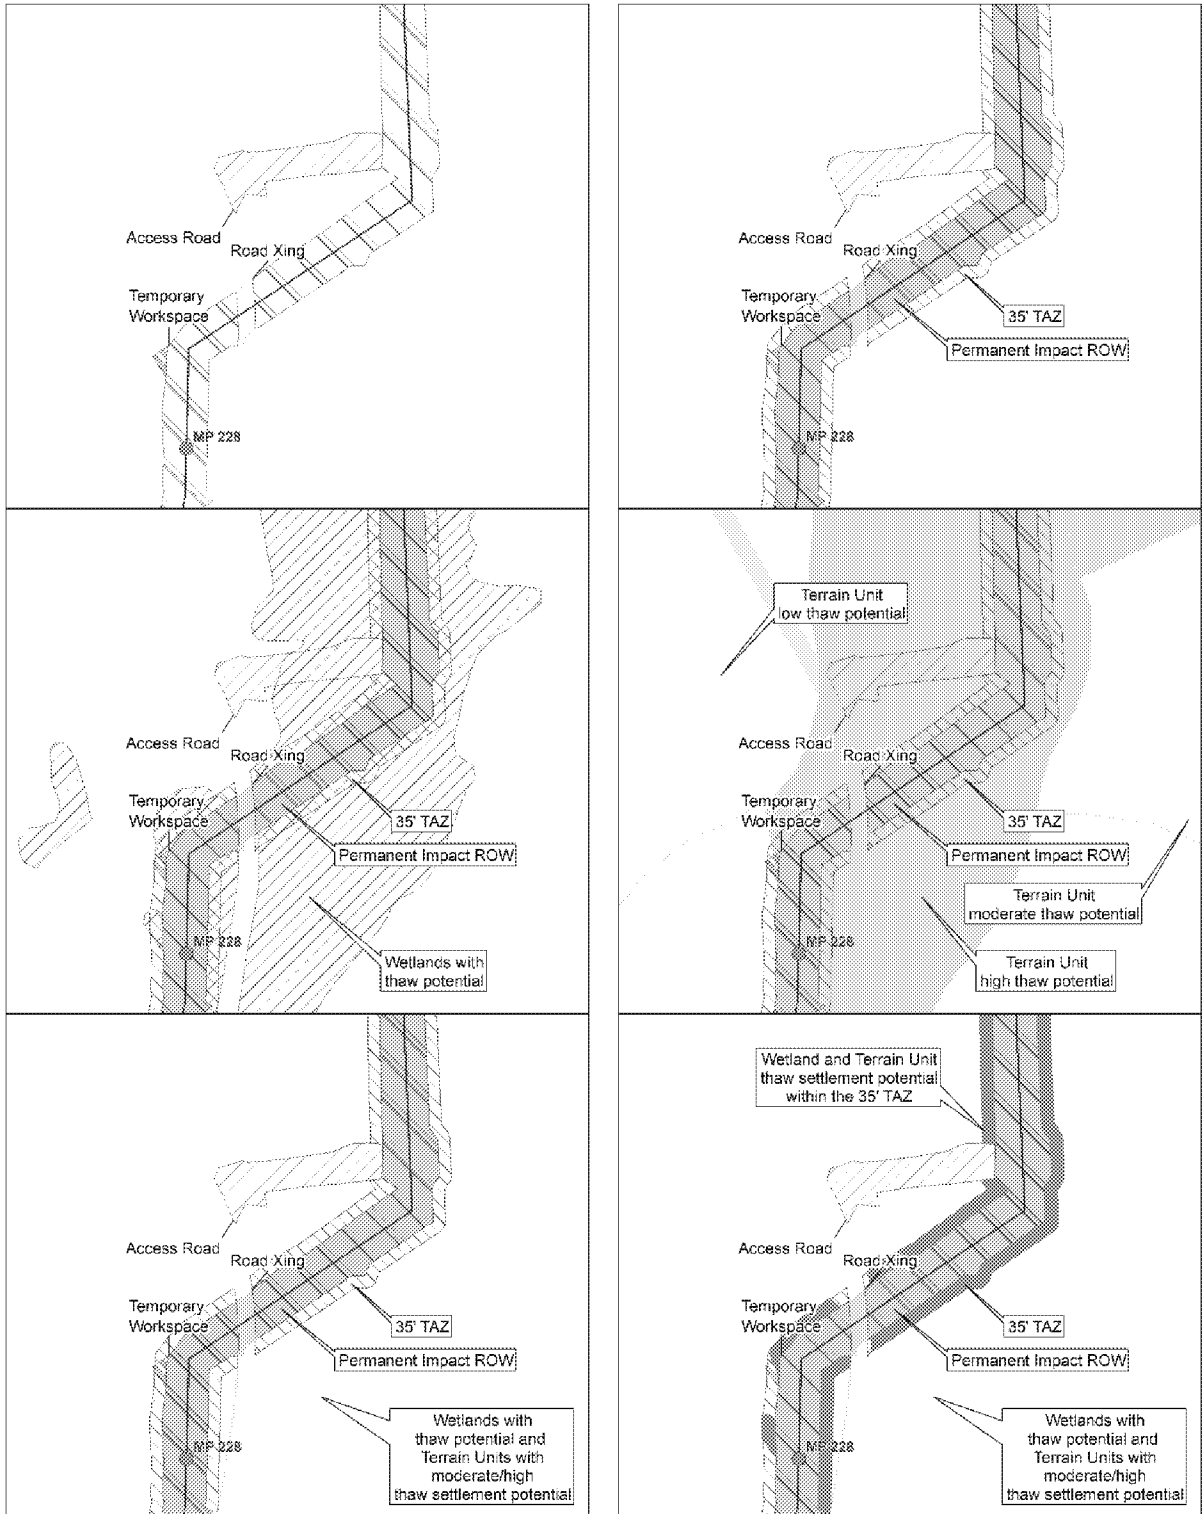 Access Road
Road Xing
Temporary
Workspace
MP 228
Access Road
Road Xing
Temporary
Workspace
35' TAZ
Permanent Impact ROW
MP 228
Access Road
Road Xing
Temporary
Workspace
35' TAZ
Permanent Impact ROW
MP 228
Wetlands with
thaw potential
Terrain Unit
low thaw potential
Access Road
Road Xing
Temporary
Workspace
35' TAZ
Permanent Impact ROW
Terrain Unit
moderate thaw potential
MP 228
Terrain Unit
high thaw potential
Access Road
Road Xing
Temporary
Workspace
35' TAZ
Permanent Impact ROW
MP 228
Wetlands with
thaw potential and
Terrain Units with
moderate/high
thaw settlement potential
Wetland and Terrain Unit
thaw settlement potential
within the 35' TAZ
Access Road
Road Xing
Temporary
Workspace
35' TAZ
Permanent Impact ROW
MP 228
Wetlands with
thaw potential and
Terrain Units with
moderate/high
thaw settlement potential